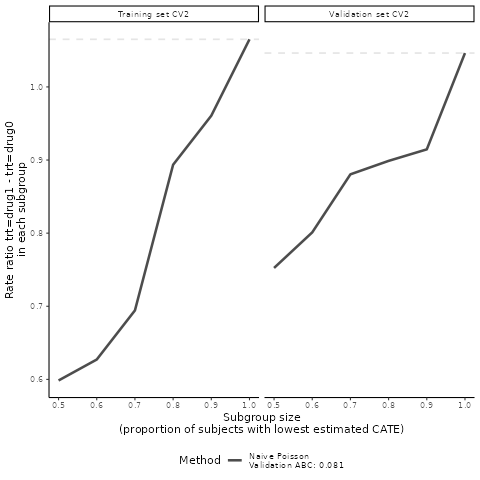 Training set CV2
Validation set CV2
Rate ratio trt=drug1 - trt=drug0
in each subgroup
1.0
0.9
0.8
0.7
0.6
0.5 0.6 0.7 0.8 0.9 1.0
0.5 0.6 0.7 0.8 0.9 1.0
Subgroup size
(proportion of subjects with lowest estimated CATE)
Method
Naive Poisson
Validation ABC: 0.081